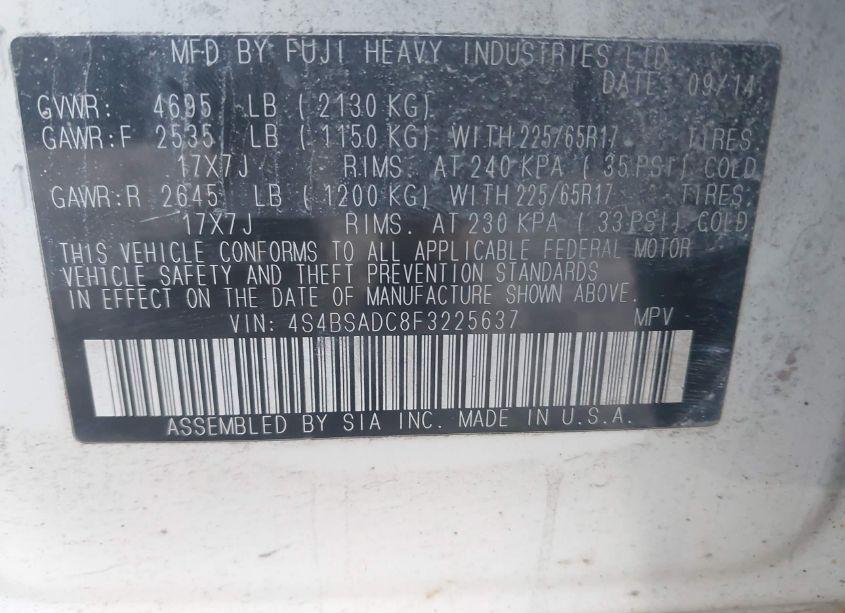 MFD BY FUJI HEAVY INDUSTRIES LTD.
DATE: 09/14
GVWR: 4695 LB ( 2130 KG)
GAWR:F 2535 LB ( 1150 KG) WITH 225/65R17 TIRES
17X7J RIMS. AT 240 KPA ( 35 PSI) COLD
GAWR:R 2645 LB ( 1200 KG) WITH 225/65R17 TIRES.
17X7J RIMS. AT 230 KPA ( 33 PSI) COLD
THIS VEHICLE CONFORMS TO ALL APPLICABLE FEDERAL MOTOR
VEHICLE SAFETY AND THEFT PREVENTION STANDARDS
IN EFFECT ON THE DATE OF MANUFACTURE SHOWN ABOVE.
VIN: 4S4BSADC8F3225637 MPV
ASSEMBLED BY SIA INC. MADE IN U.S.A.